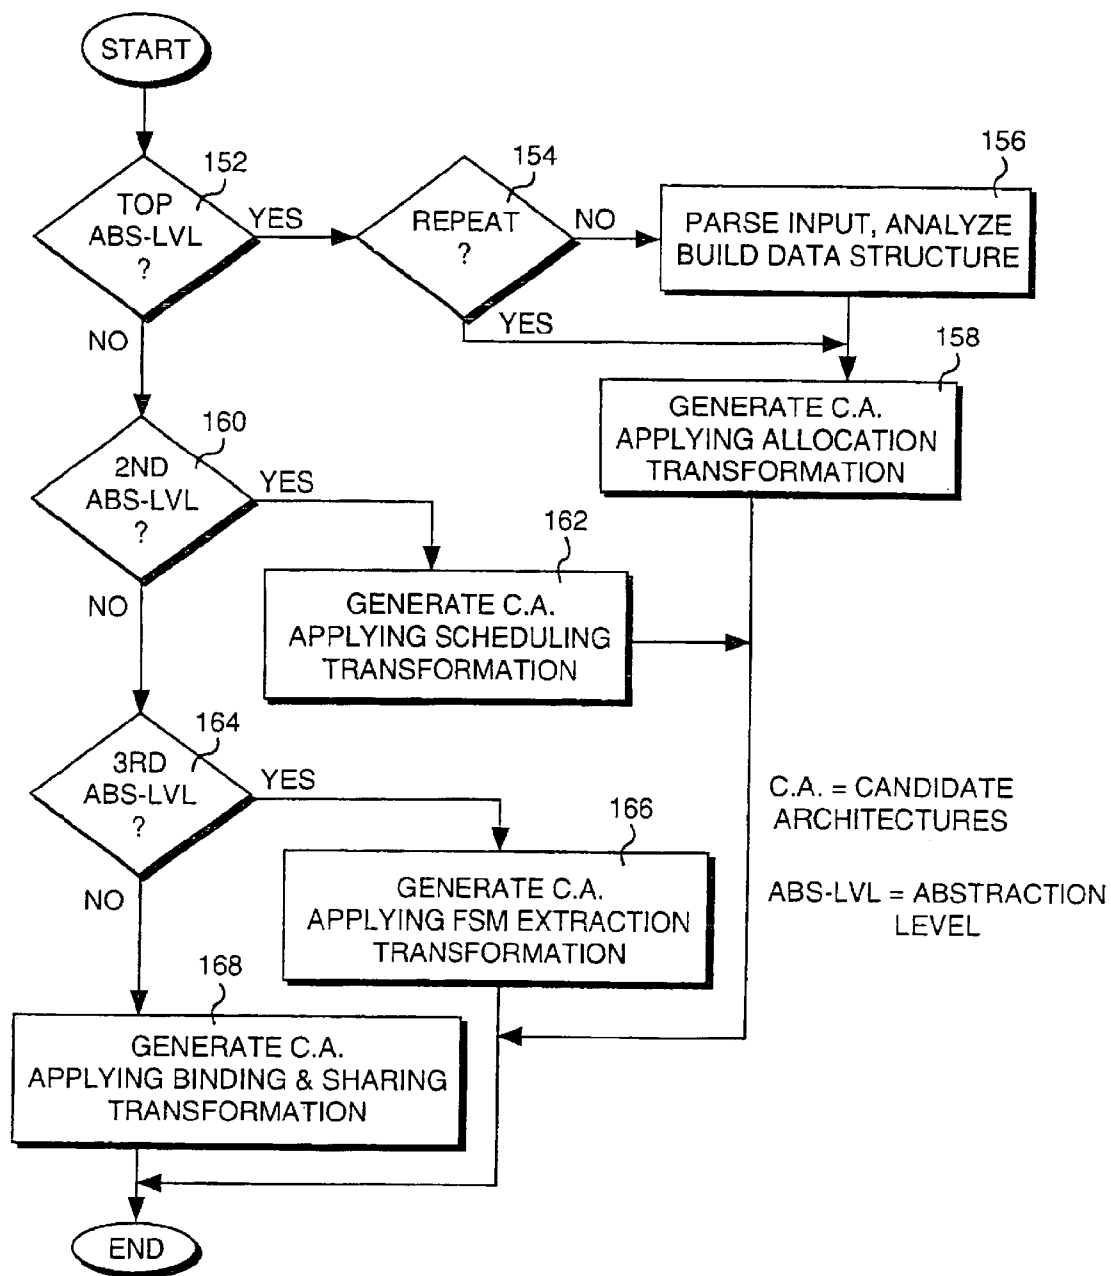 START
152
TOP
ABS-LVL
?
YES
NO
154
REPEAT
?
NO
YES
156
PARSE INPUT, ANALYZE
BUILD DATA STRUCTURE
158
GENERATE C.A.
APPLYING ALLOCATION
TRANSFORMATION
160
2ND
ABS-LVL
?
YES
NO
162
GENERATE C.A.
APPLYING SCHEDULING
TRANSFORMATION
164
3RD
ABS-LVL
?
YES
NO
166
GENERATE C.A.
APPLYING FSM EXTRACTION
TRANSFORMATION
C.A. = CANDIDATE
ARCHITECTURES
ABS-LVL = ABSTRACTION
LEVEL
168
GENERATE C.A.
APPLYING BINDING & SHARING
TRANSFORMATION
END